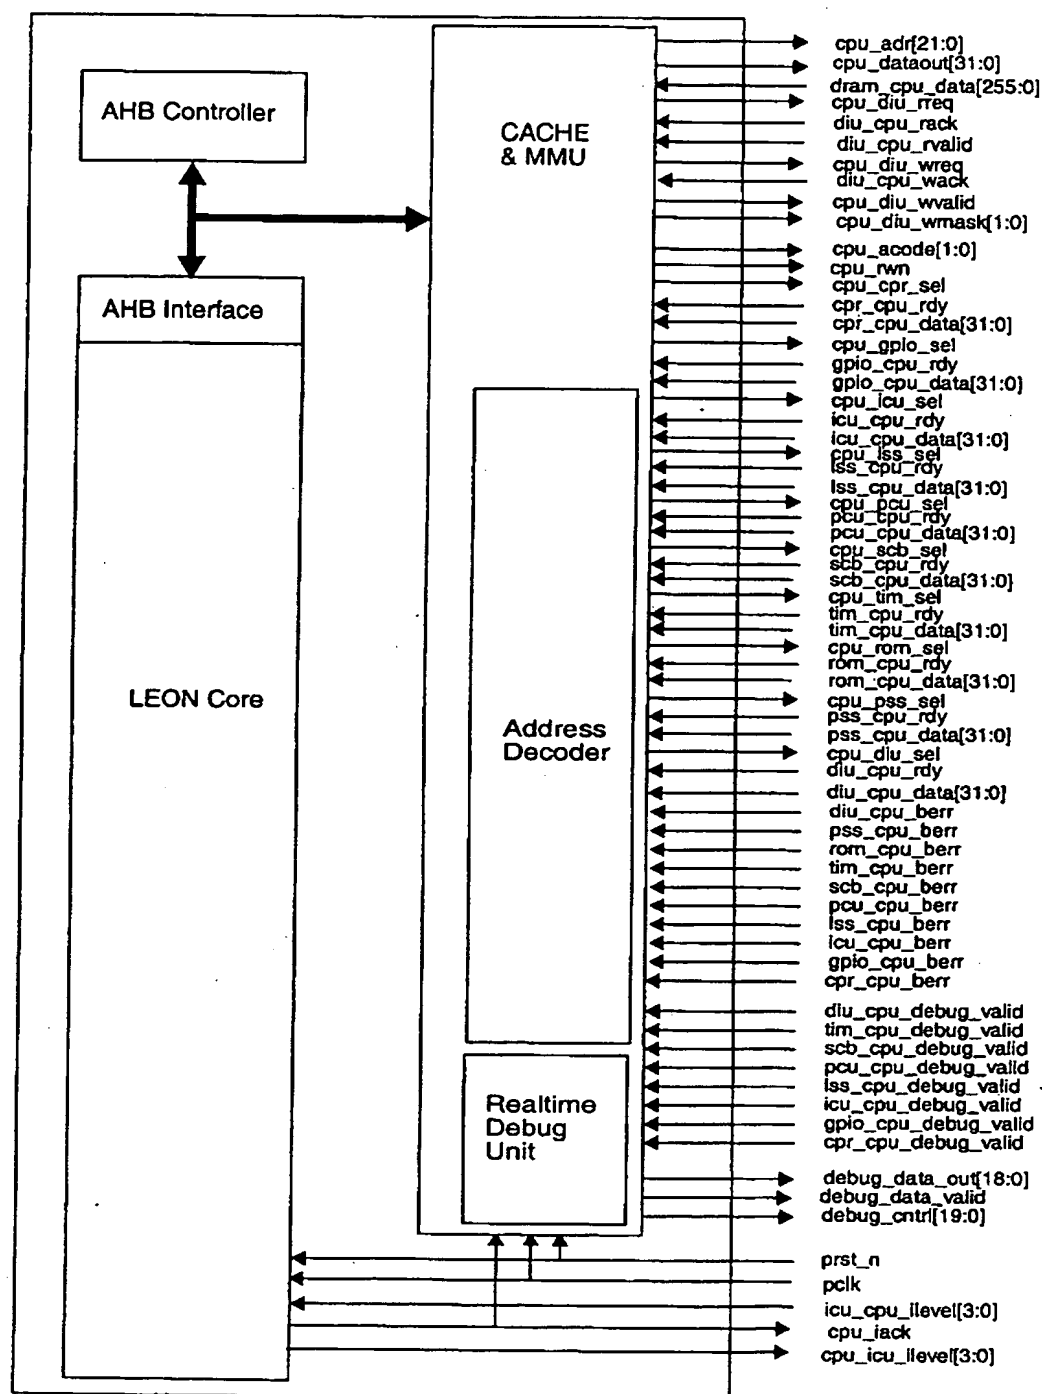 AHB Controller
CACHE
& MMU
AHB Interface
LEON Core
Address
Decoder
Realtime
Debug
Unit
cpu_adr[21:0]
cpu_dataout[31:0]
dram_cpu_data[255:0]
cpu_diu_rreq
diu_cpu_rack
diu_cpu_rvalid
cpu_diu_wreq
diu_cpu_wack
cpu_diu_wvalid
cpu_diu_wmask[1:0]
cpu_acode[1:0]
cpu_rwn
cpu_cpr_sel
cpr_cpu_rdy
cpr_cpu_data[31:0]
cpu_gpio_sel
gpio_cpu_rdy
gpio_cpu_data[31:0]
cpu_icu_sel
icu_cpu_rdy
icu_cpu_data[31:0]
cpu_lss_sel
lss_cpu_rdy
lss_cpu_data[31:0]
cpu_pcu_sel
pcu_cpu_rdy
pcu_cpu_data[31:0]
cpu_scb_sel
scb_cpu_rdy
scb_cpu_data[31:0]
cpu_tim_sel
tim_cpu_rdy
tim_cpu_data[31:0]
cpu_rom_sel
rom_cpu_rdy
rom_cpu_data[31:0]
cpu_pss_sel
pss_cpu_rdy
pss_cpu_data[31:0]
cpu_diu_sel
diu_cpu_rdy
diu_cpu_data[31:0]
diu_cpu_berr
pss_cpu_berr
rom_cpu_berr
tim_cpu_berr
scb_cpu_berr
pcu_cpu_berr
lss_cpu_berr
icu_cpu_berr
gpio_cpu_berr
cpr_cpu_berr
diu_cpu_debug_valid
tim_cpu_debug_valid
scb_cpu_debug_valid
pcu_cpu_debug_valid
lss_cpu_debug_valid
icu_cpu_debug_valid
gpio_cpu_debug_valid
cpr_cpu_debug_valid
debug_data_out[18:0]
debug_data_valid
debug_cntrl[19:0]
prst_n
pclk
icu_cpu_ilevel[3:0]
cpu_iack
cpu_icu_ilevel[3:0]